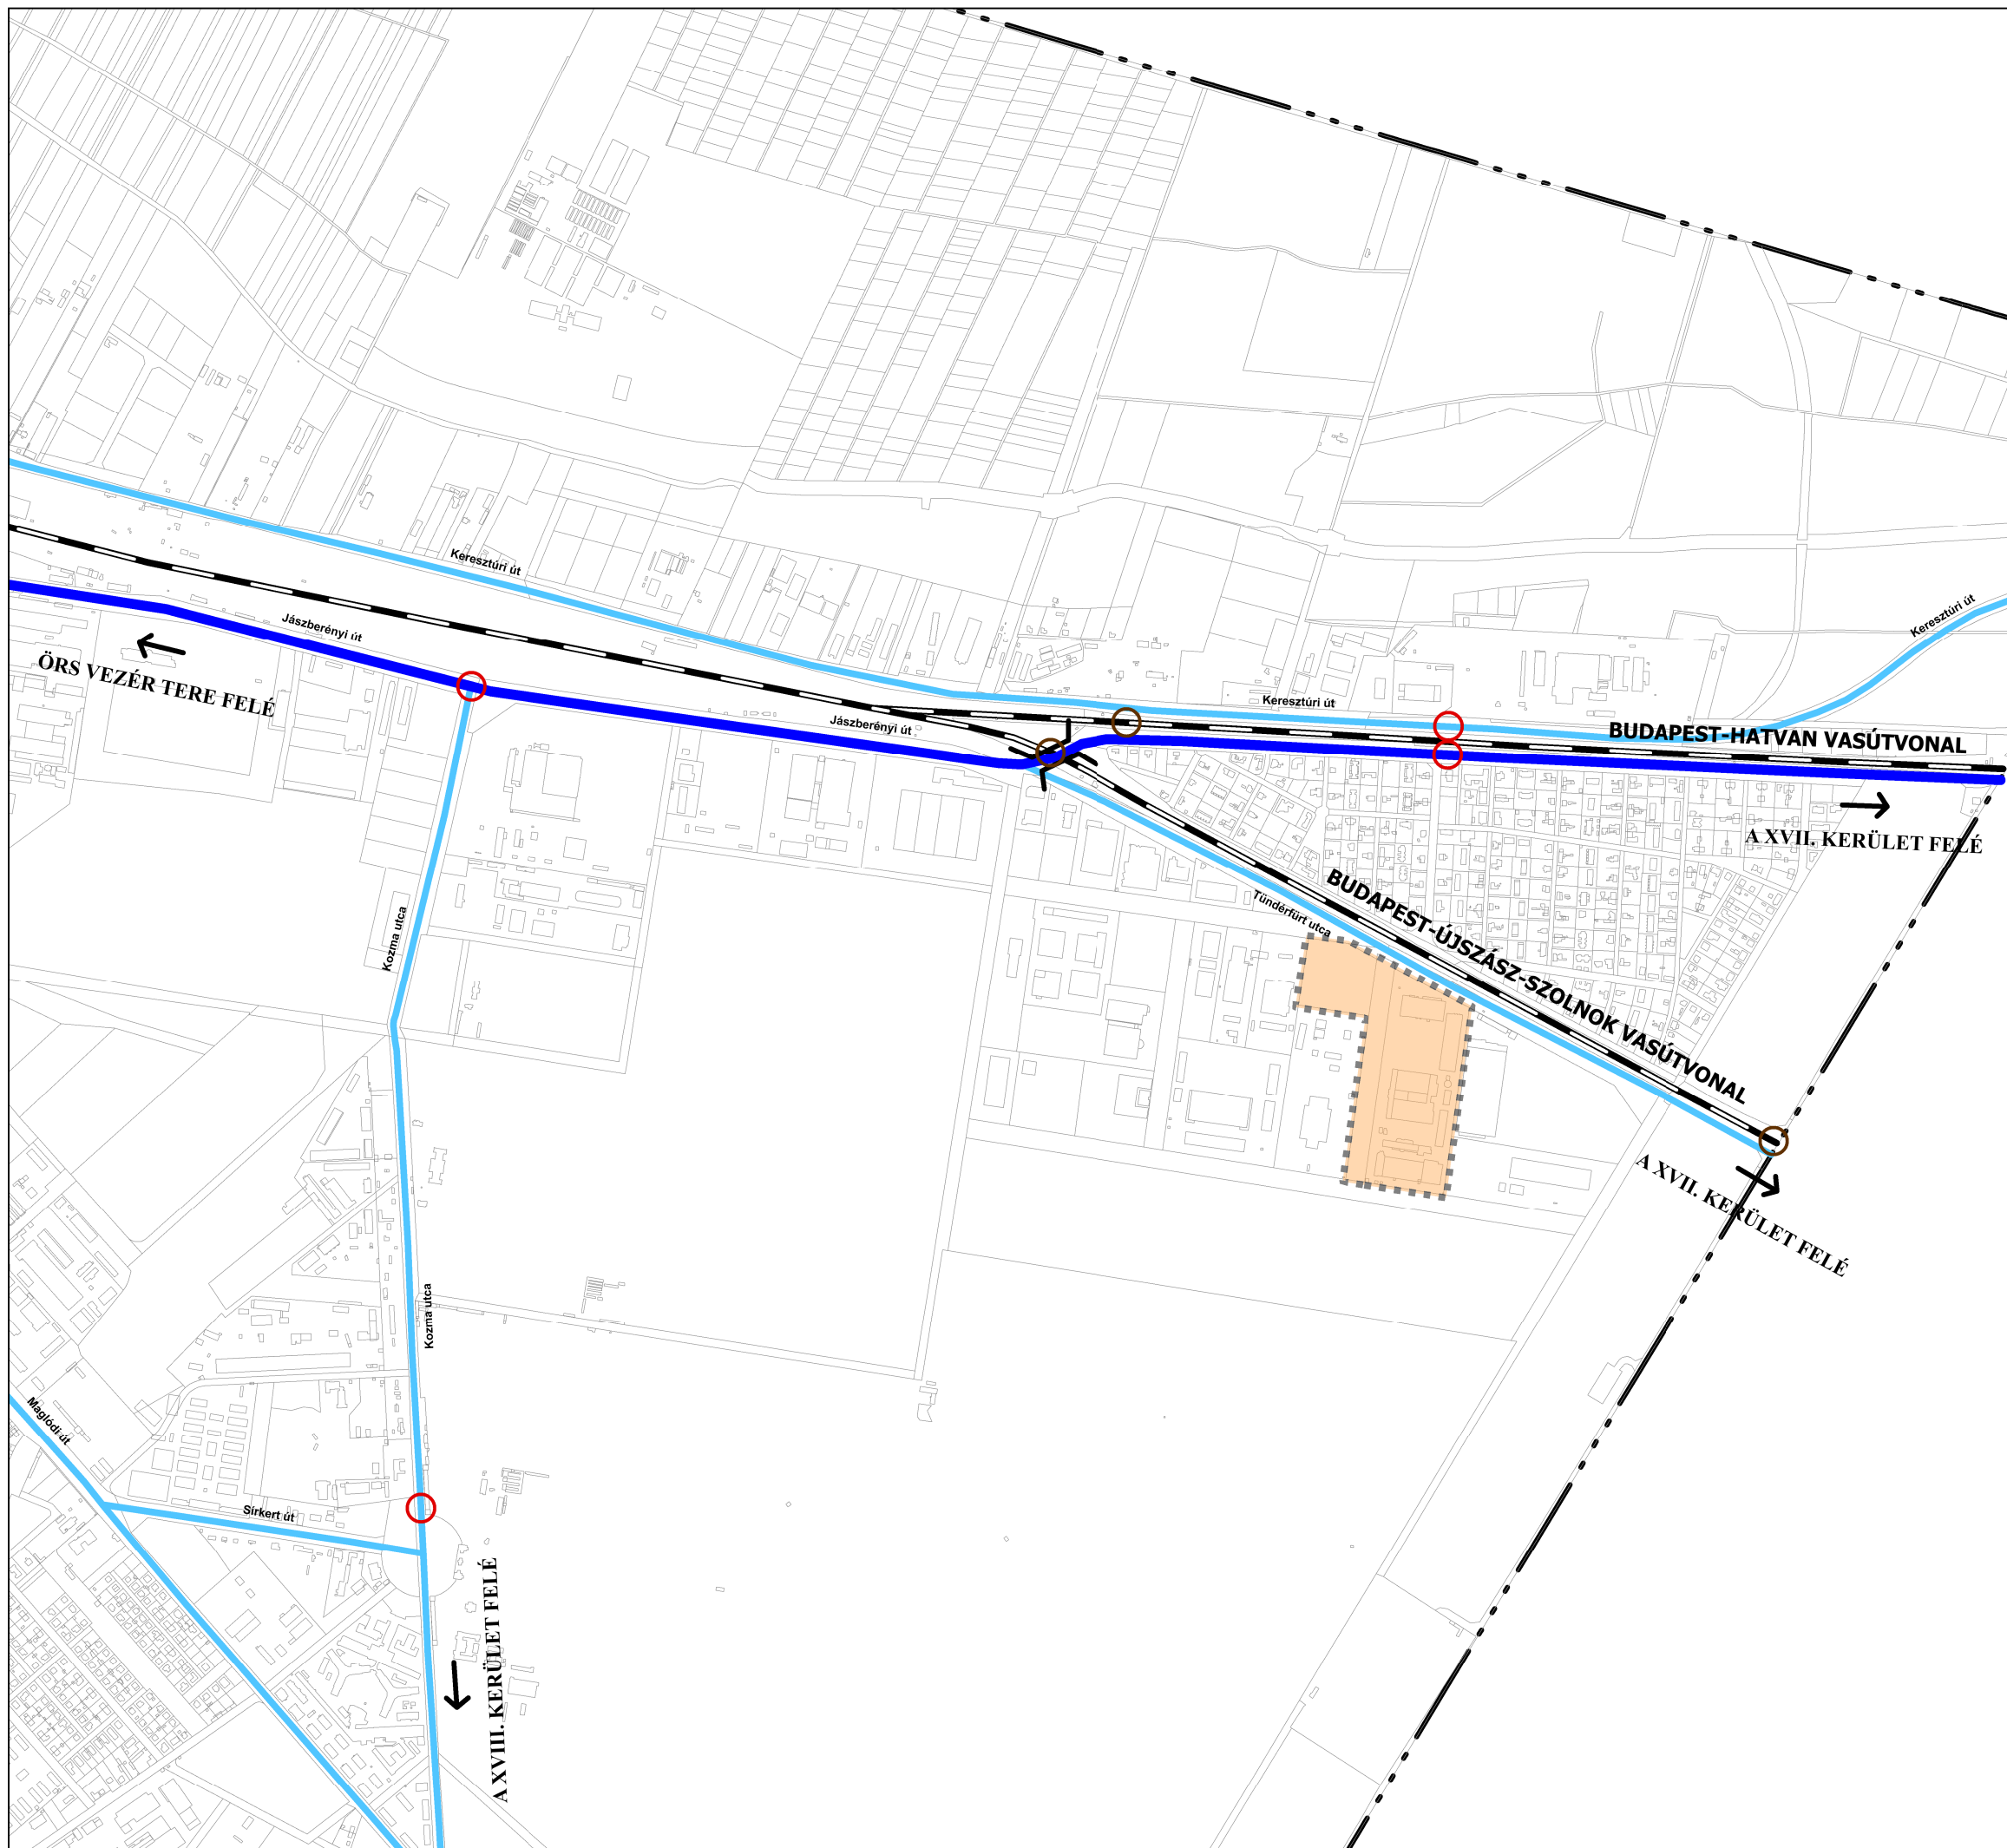 Keresztúri út
Keresztúri út
Jászberényi út
ÖRS VEZÉR TERE FELÉ
Keresztúri út
Jászberényi út
BUDAPEST-HATVAN VASÚTVONAL
A XVII. KERÜLET FELÉ
BUDAPEST-ÚJSZÁSZ-SZOLNOK VASÚTVONAL
Tündérfürt utca
Kozma utca
A XVII. KERÜLET FELÉ
Kozma utca
Maglódi út
Sírkert út
A XVIII. KERÜLET FELÉ